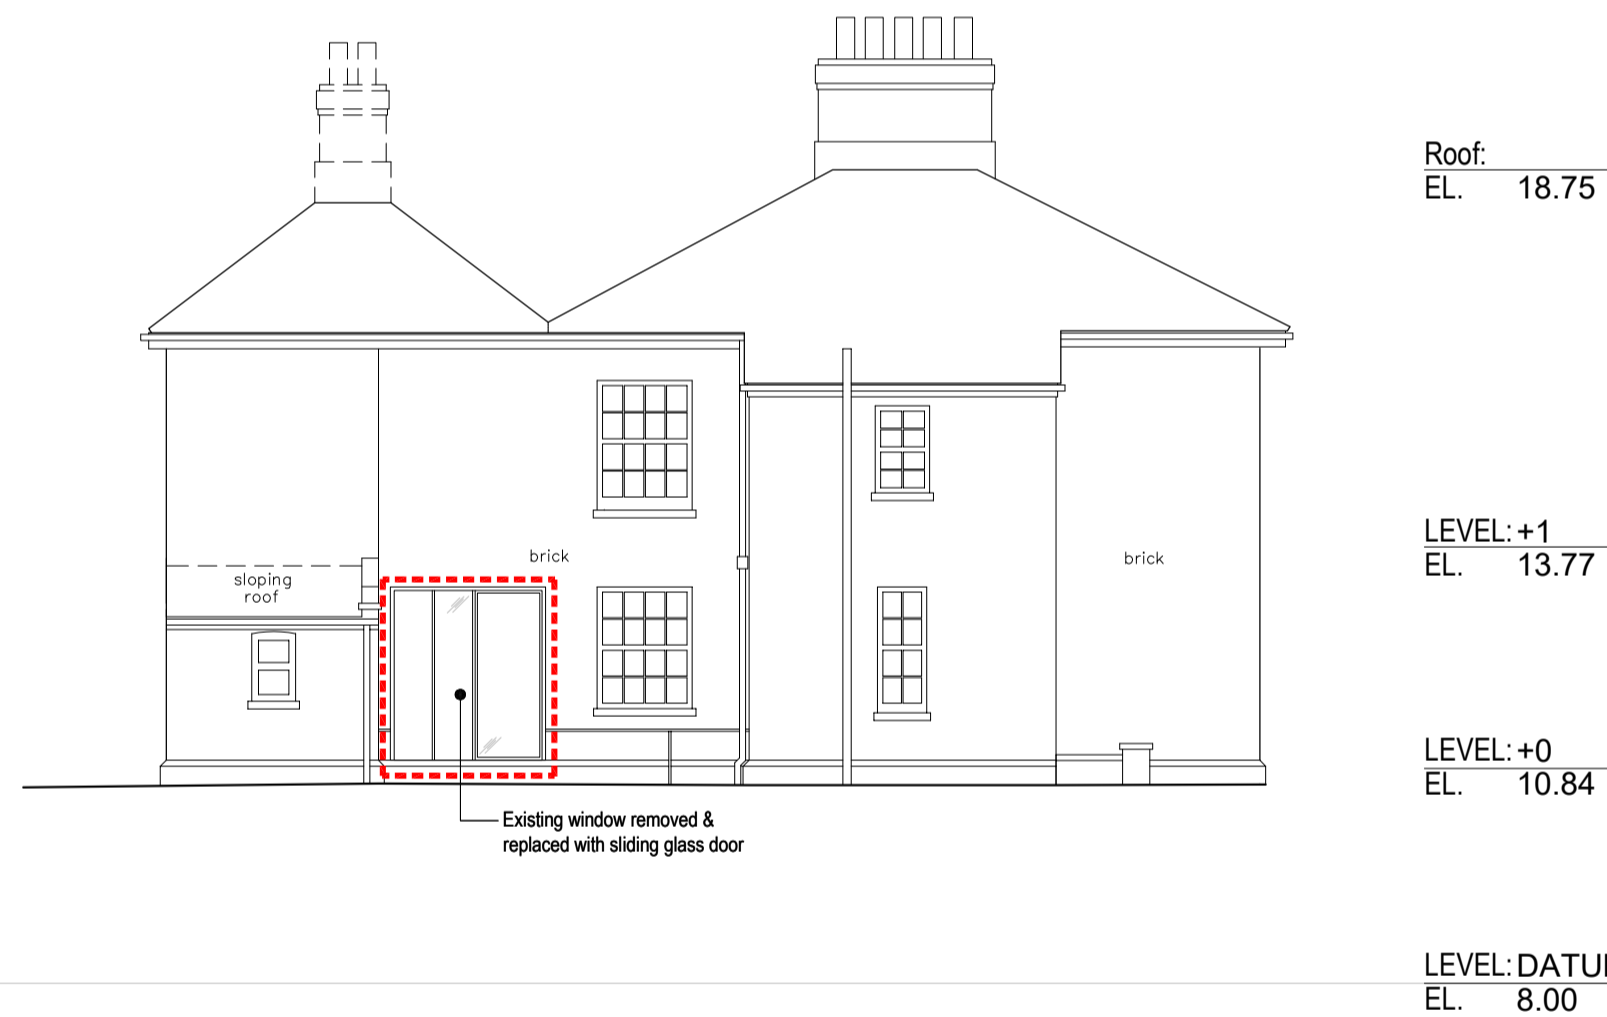 Roof:
EL. 18.75
LEVEL: +1
EL. 13.77
brick
brick
sloping
roof
LEVEL: +0
EL. 10.84
Existing window removed &
replaced with sliding glass door
LEVEL:
EL. 8.00